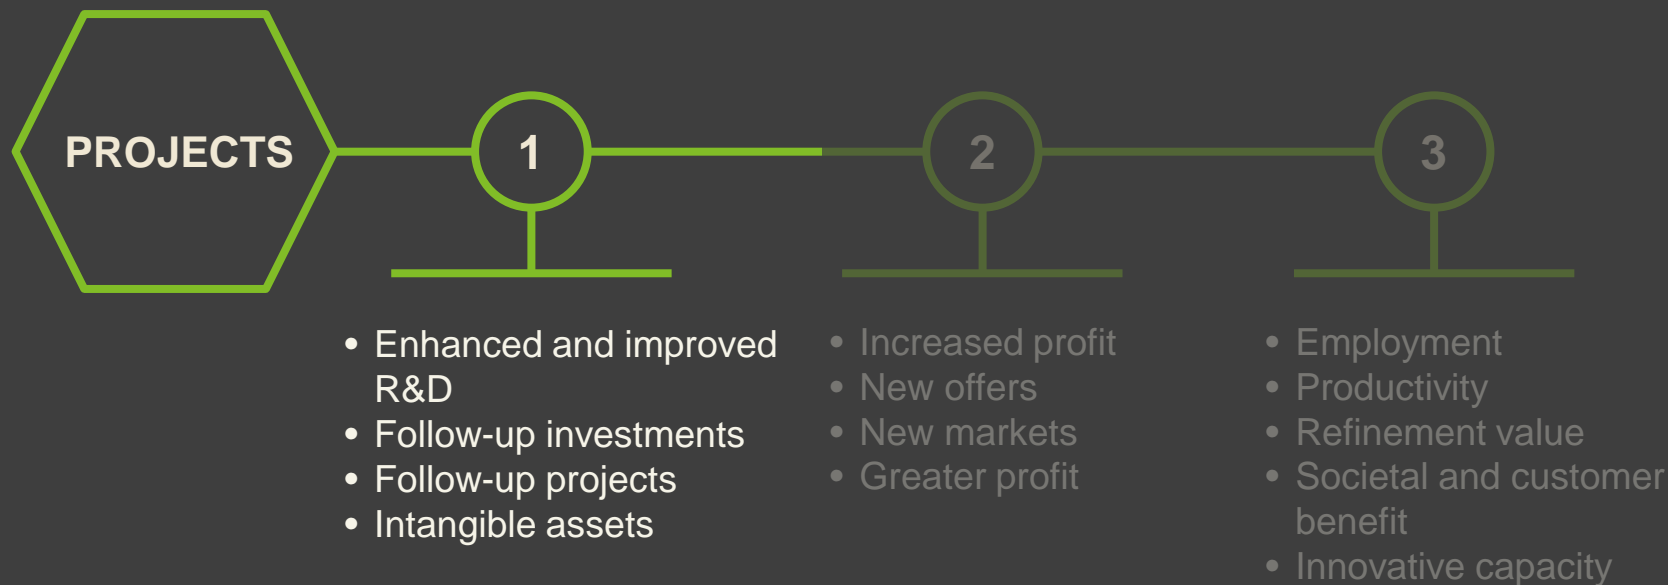 PROJECTS
1
2
3
• Enhanced and improved
R&D
• Follow-up investments
• Follow-up projects
• Intangible assets
• Increased profit
• New offers
• New markets
• Greater profit
• Employment
• Productivity
• Refinement value
• Societal and customer
benefit
• Innovative capacity